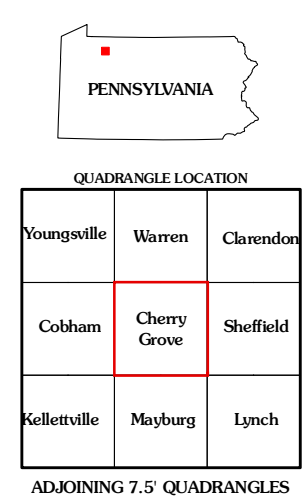 PENNSYLVANIA
QUADRANGLE LOCATION
Youngsville Warren Clarendon
Cobham Cherry Grove Sheffield
Kellettville Mayburg Lynch
ADJOINING 7.5' QUADRANGLES